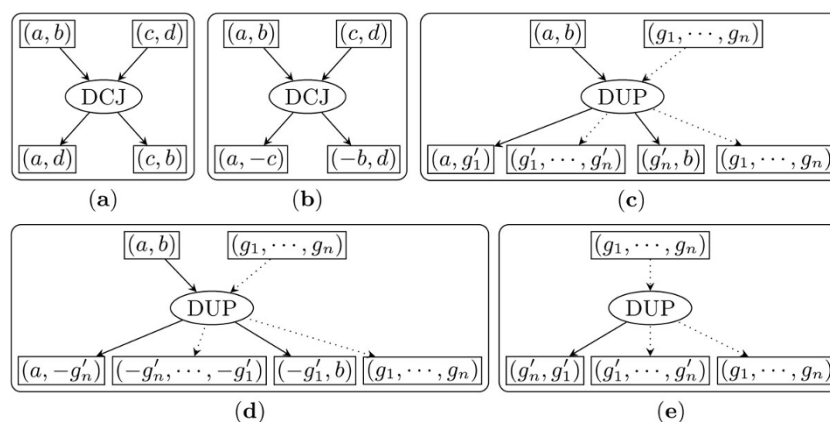 (a, b) (c, d)
DCJ
(a, d) (c, b)
(a)
(a, b) (c, d)
DCJ
(a, −c) (−b, d)
(b)
(a, b) (g₁, ⋯, gₙ)
DUP
(a, g′₁) (g′₁, ⋯, g′ₙ) (g′ₙ, b) (g₁, ⋯, gₙ)
(c)
(a, b) (g₁, ⋯, gₙ)
DUP
(a, −g′ₙ) (−g′ₙ, ⋯, −g′₁) (−g′₁, b) (g₁, ⋯, gₙ)
(d)
(g₁, ⋯, gₙ)
DUP
(g′ₙ, g′₁) (g′₁, ⋯, g′ₙ) (g₁, ⋯, gₙ)
(e)